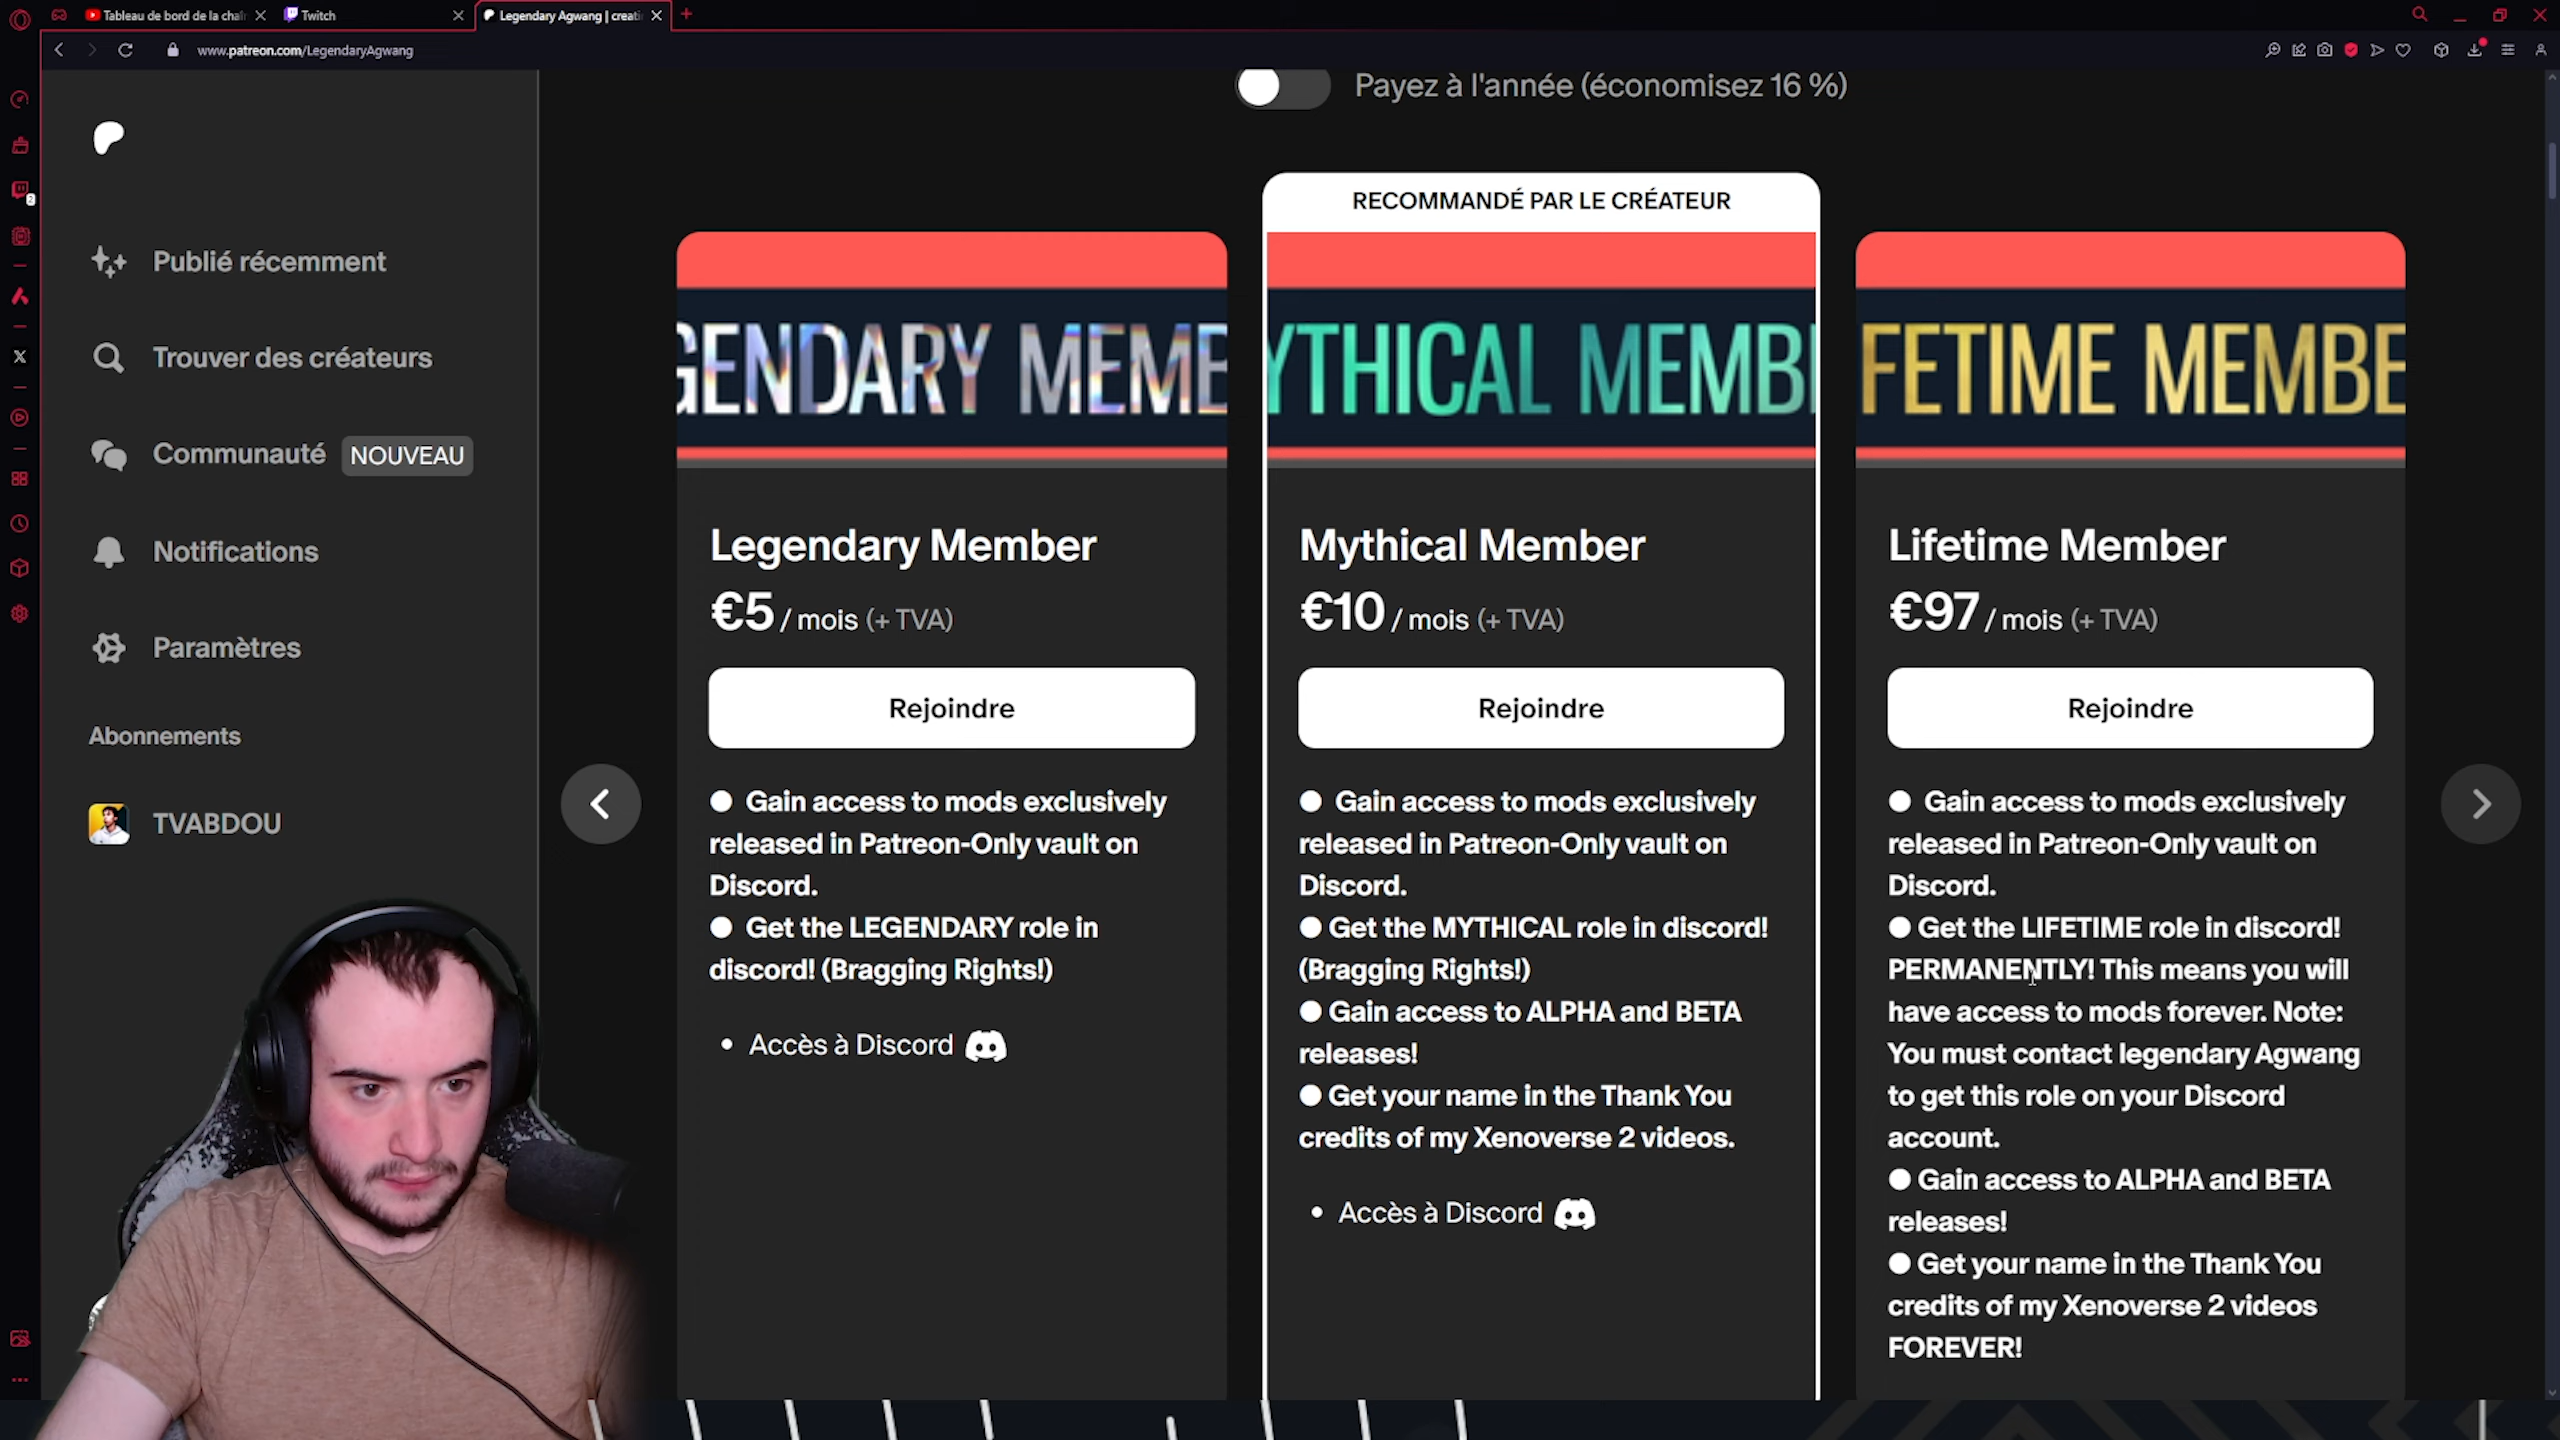 Tableau de bord de la chaîn
Twitch
Legendary Agwang | creati
www.patreon.com/LegendaryAgwang
2
Publié récemment
Trouver des créateurs
Communauté NOUVEAU
Notifications
Paramètres
Abonnements
TVABDOU
Payez à l'année (économisez 16 %)
GENDARY MEMB
Legendary Member
€5 / mois (+ TVA)
Rejoindre
● Gain access to mods exclusively
released in Patreon-Only vault on
Discord.
● Get the LEGENDARY role in
discord! (Bragging Rights!)
• Accès à Discord
RECOMMANDÉ PAR LE CRÉATEUR
YTHICAL MEMB
Mythical Member
€10 / mois (+ TVA)
Rejoindre
● Gain access to mods exclusively
released in Patreon-Only vault on
Discord.
● Get the MYTHICAL role in discord!
(Bragging Rights!)
● Gain access to ALPHA and BETA
releases!
● Get your name in the Thank You
credits of my Xenoverse 2 videos.
• Accès à Discord
FETIME MEMBE
Lifetime Member
€97 / mois (+ TVA)
Rejoindre
● Gain access to mods exclusively
released in Patreon-Only vault on
Discord.
● Get the LIFETIME role in discord!
PERMANENTLY! This means you will
have access to mods forever. Note:
You must contact legendary Agwang
to get this role on your Discord
account.
● Gain access to ALPHA and BETA
releases!
● Get your name in the Thank You
credits of my Xenoverse 2 videos
FOREVER!